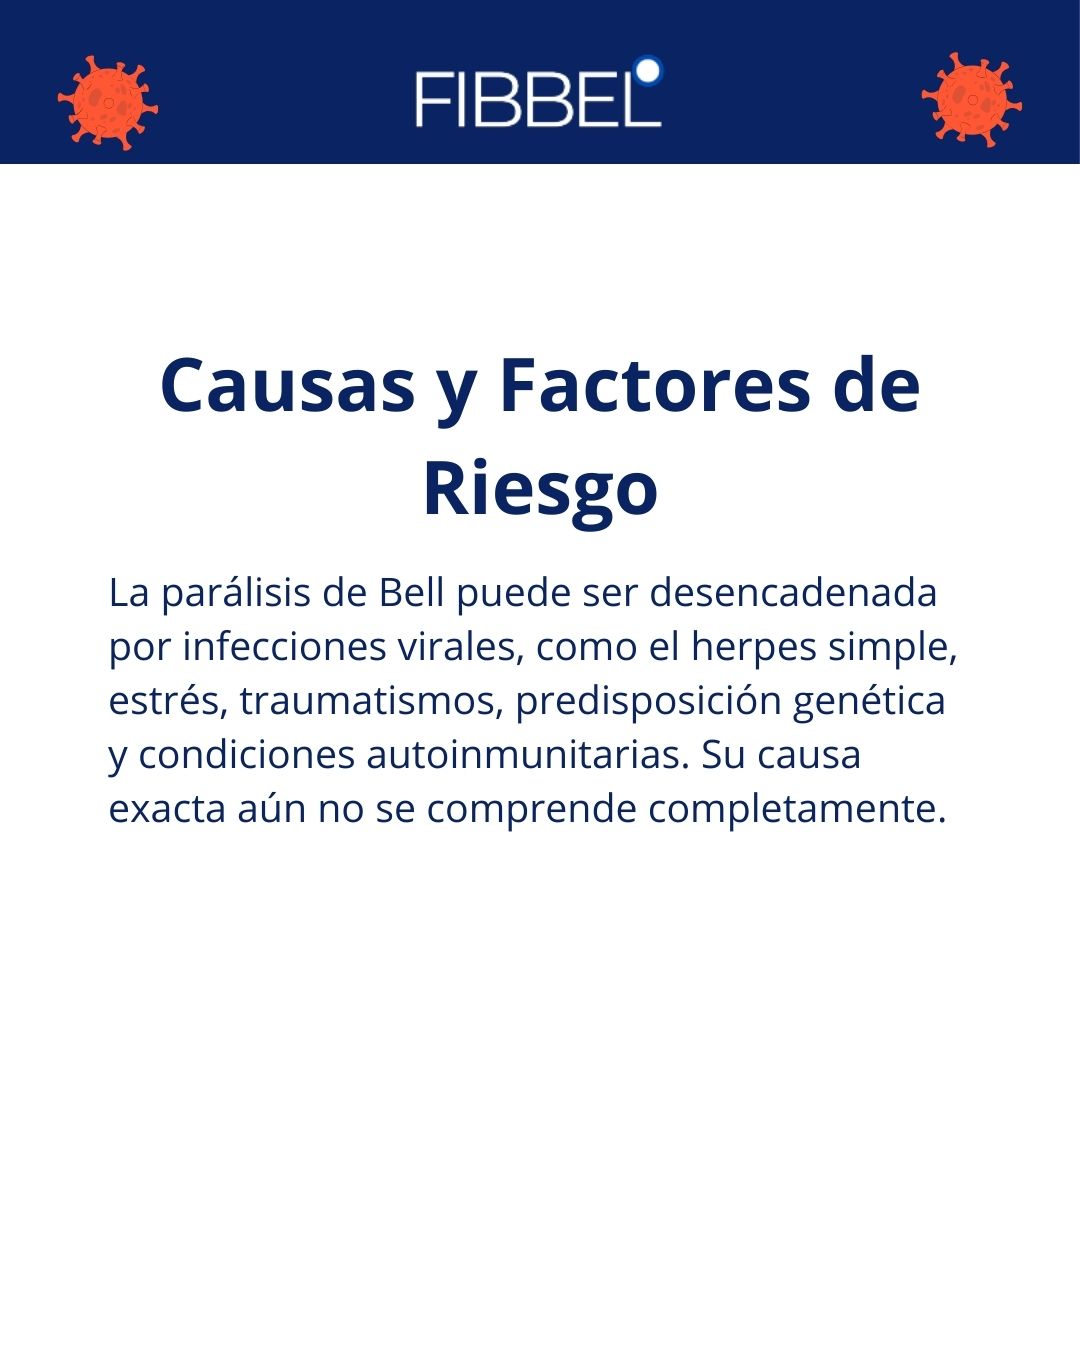 FIBBEL
Causas y Factores de
Riesgo
La parálisis de Bell puede ser desencadenada
por infecciones virales, como el herpes simple,
estrés, traumatismos, predisposición genética
y condiciones autoinmunitarias. Su causa
exacta aún no se comprende completamente.